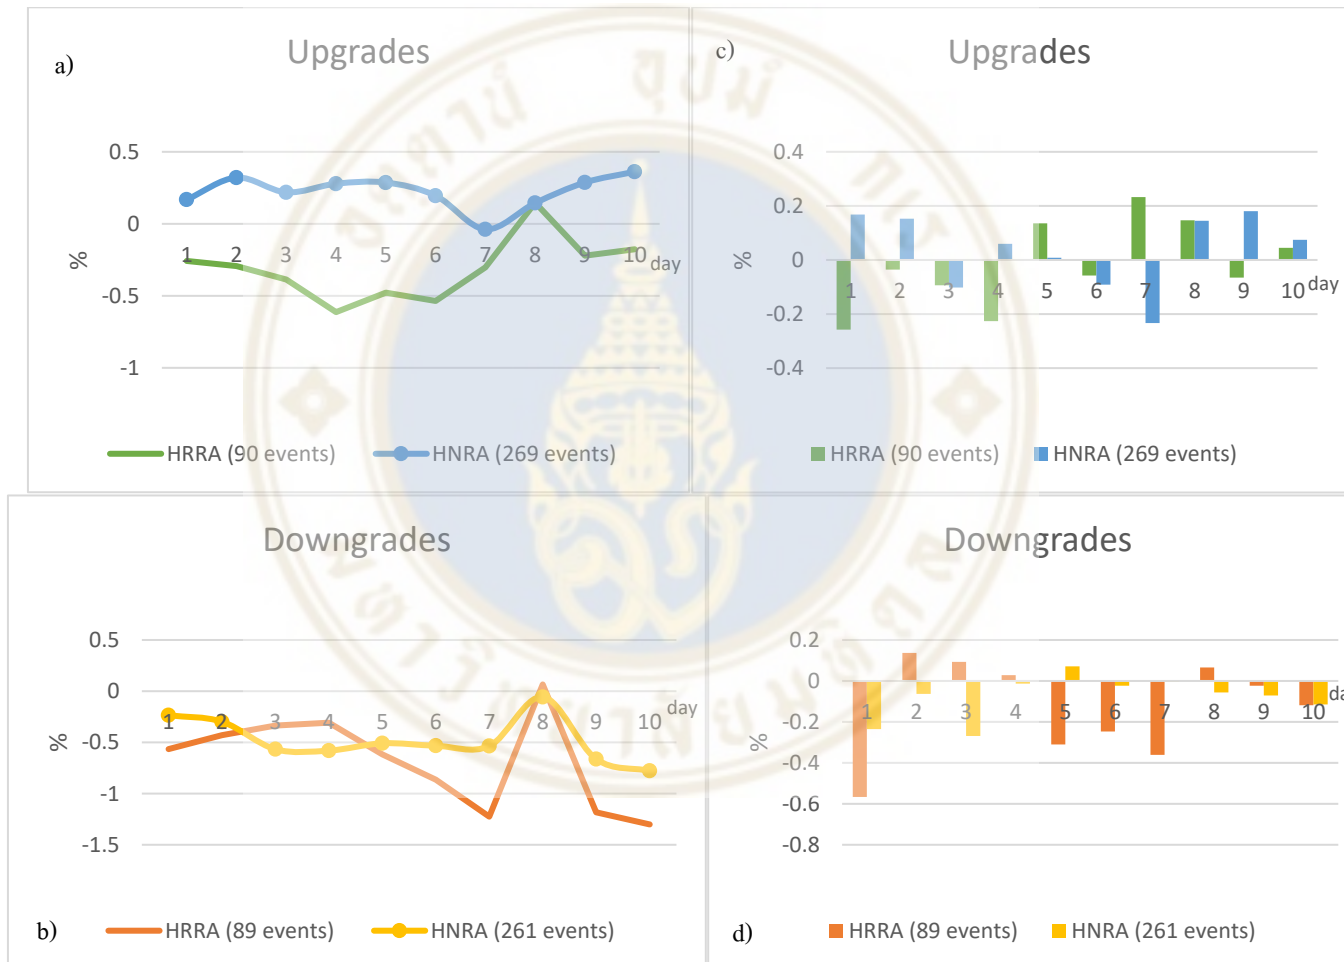 a)
Upgrades
0.5
0
-0.5
-1
%
1 2 3 4 5 6 7 8 9 10
day
HRRA (90 events) HNRA (269 events)
c)
Upgrades
0.4
0.2
0
-0.2
-0.4
%
1 2 3 4 5 6 7 8 9 10
day
HRRA (90 events) HNRA (269 events)
Downgrades
0.5
0
-0.5
-1
-1.5
%
1 2 3 4 5 6 7 8 9 10
day
b)
HRRA (89 events) HNRA (261 events)
Downgrades
0.2
0
-0.2
-0.4
-0.6
-0.8
%
1 2 3 4 5 6 7 8 9 10
d)
HRRA (89 events) HNRA (261 events)